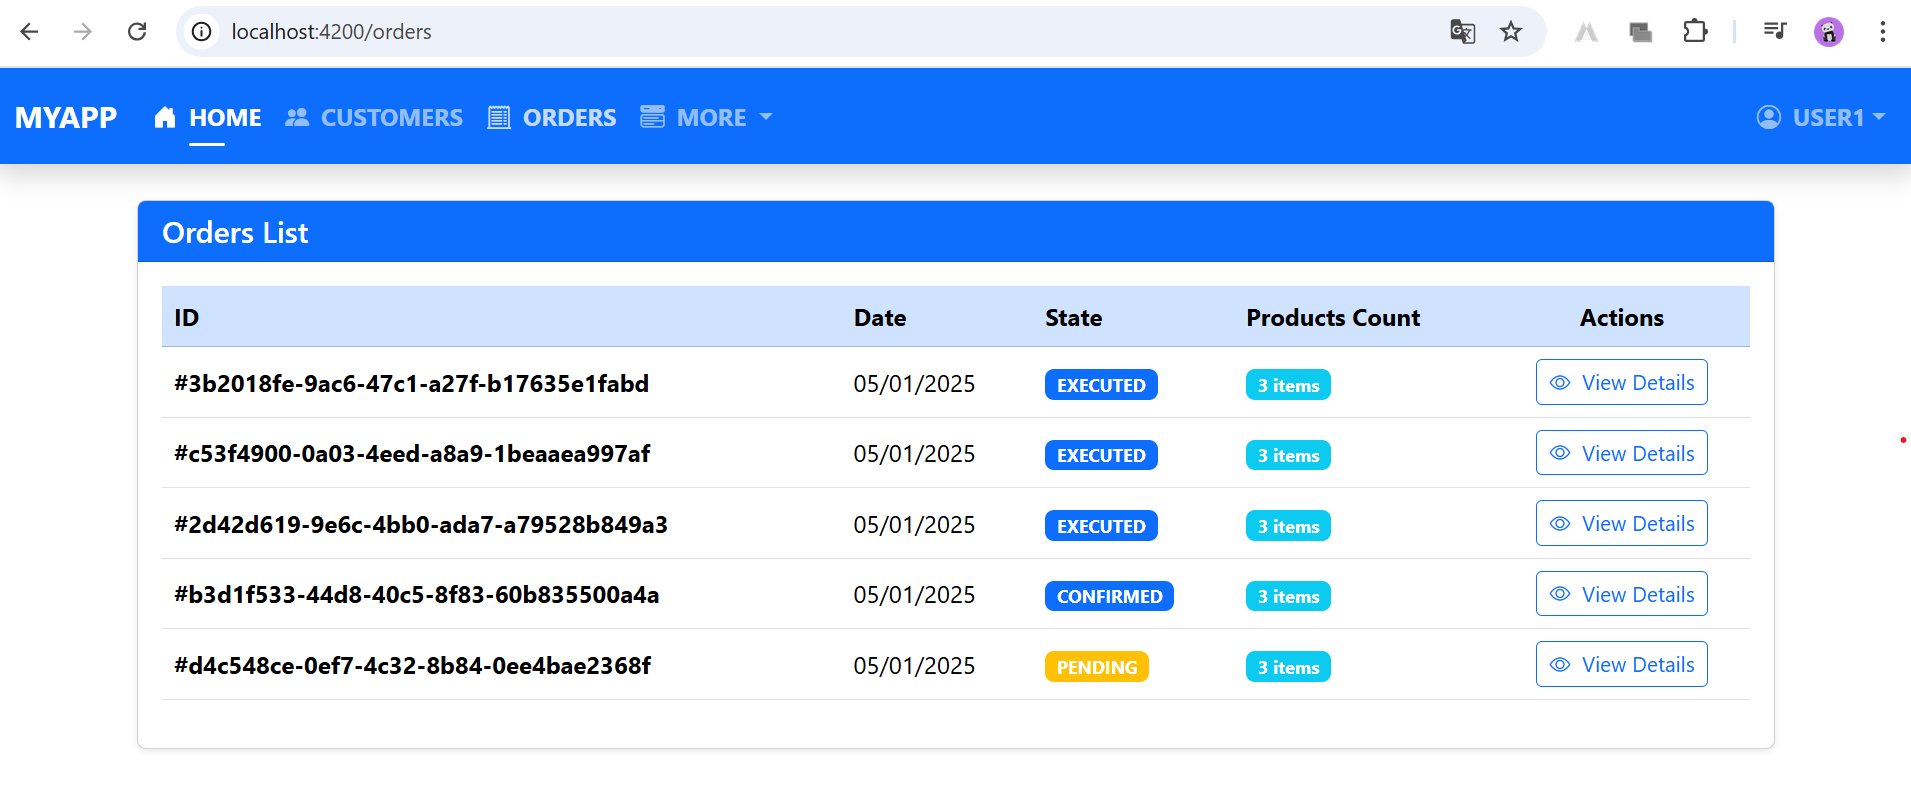 localhost:4200/orders
MYAPP HOME CUSTOMERS ORDERS MORE USER1
Orders List
ID Date State Products Count Actions
#3b2018fe-9ac6-47c1-a27f-b17635e1fabd 05/01/2025 EXECUTED 3 items View Details
#c53f4900-0a03-4eed-a8a9-1beaaea997af 05/01/2025 EXECUTED 3 items View Details
#2d42d619-9e6c-4bb0-ada7-a79528b849a3 05/01/2025 EXECUTED 3 items View Details
#b3d1f533-44d8-40c5-8f83-60b835500a4a 05/01/2025 CONFIRMED 3 items View Details
#d4c548ce-0ef7-4c32-8b84-0ee4bae2368f 05/01/2025 PENDING 3 items View Details